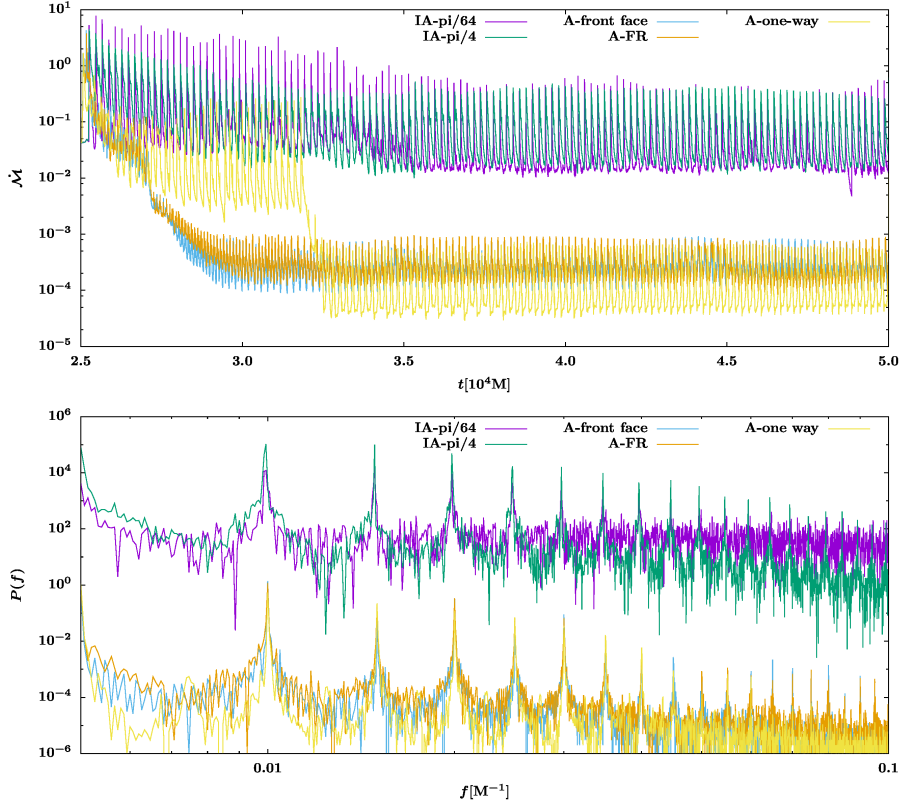 10¹
10⁰
10⁻¹
10⁻²
10⁻³
10⁻⁴
10⁻⁵
Ṁ
IA-pi/64
IA-pi/4
A-front face
A-FR
A-one-way
2.5
3.0
3.5
4.0
4.5
5.0
t[10⁴M]
10⁶
10⁴
10²
10⁰
10⁻²
10⁻⁴
10⁻⁶
P(f)
IA-pi/64
IA-pi/4
A-front face
A-FR
A-one way
0.01
0.1
f[M⁻¹]